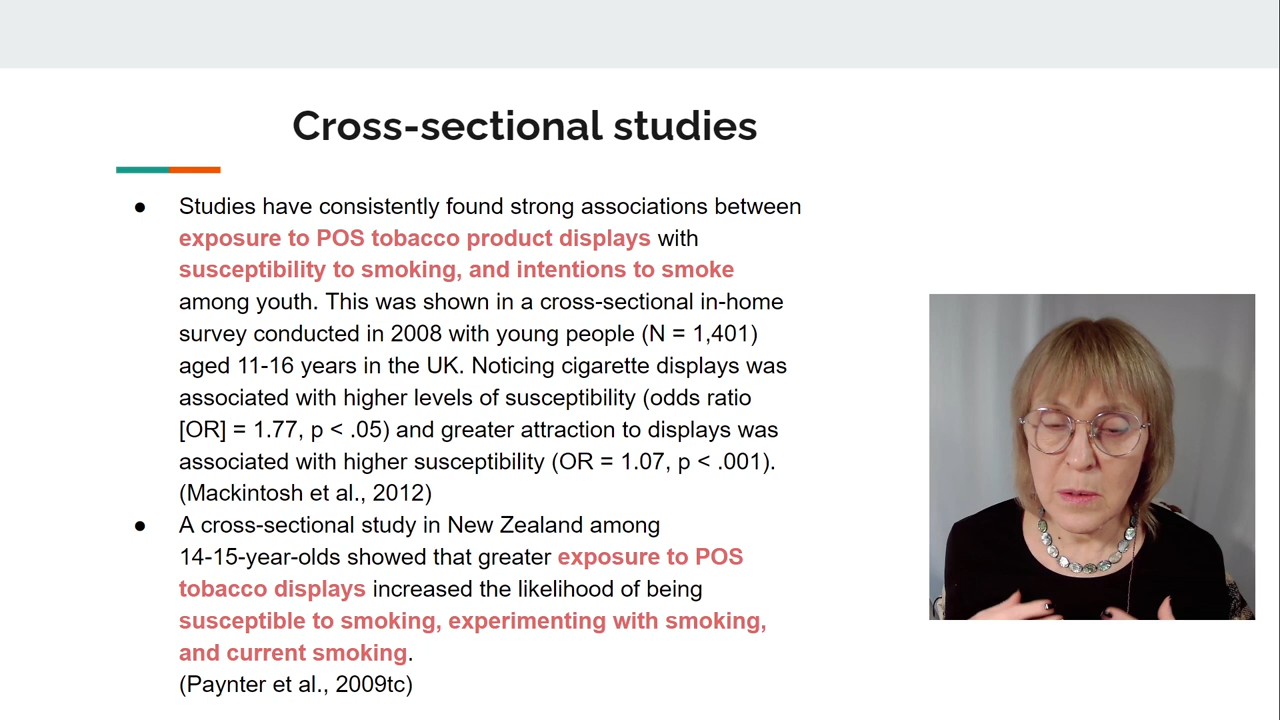 Cross-sectional studies
● Studies have consistently found strong associations between
exposure to POS tobacco product displays with
susceptibility to smoking, and intentions to smoke
among youth. This was shown in a cross-sectional in-home
survey conducted in 2008 with young people (N = 1,401)
aged 11-16 years in the UK. Noticing cigarette displays was
associated with higher levels of susceptibility (odds ratio
[OR] = 1.77, p < .05) and greater attraction to displays was
associated with higher susceptibility (OR = 1.07, p < .001).
(Mackintosh et al., 2012)
● A cross-sectional study in New Zealand among
14-15-year-olds showed that greater exposure to POS
tobacco displays increased the likelihood of being
susceptible to smoking, experimenting with smoking,
and current smoking.
(Paynter et al., 2009tc)